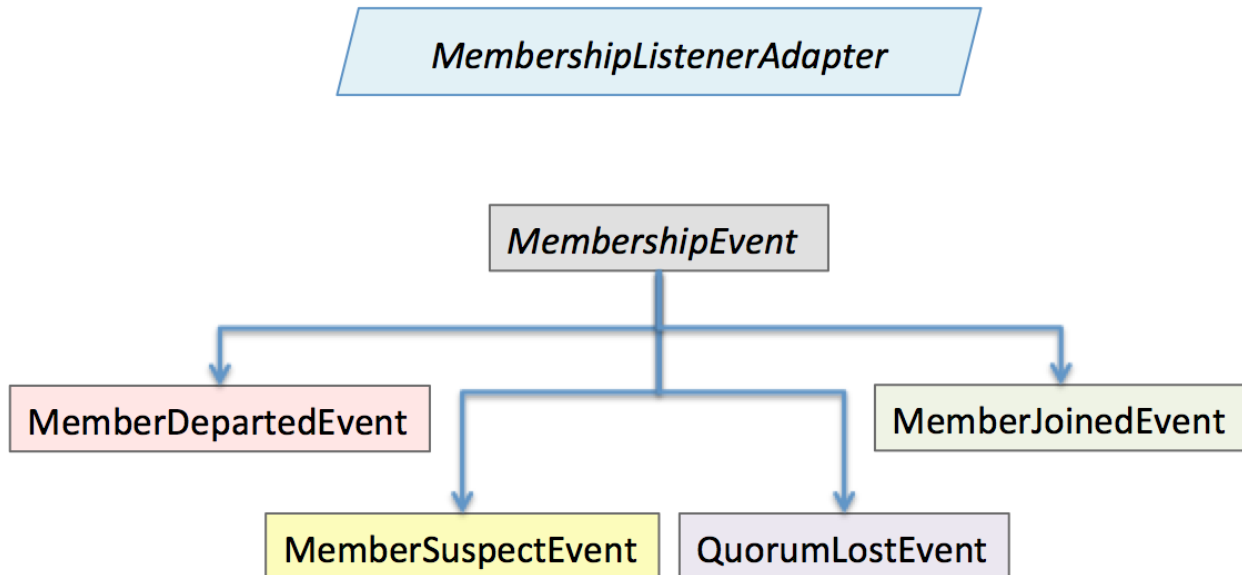 MembershipListenerAdapter
MembershipEvent
MemberDepartedEvent
MemberJoinedEvent
MemberSuspectEvent
QuorumLostEvent